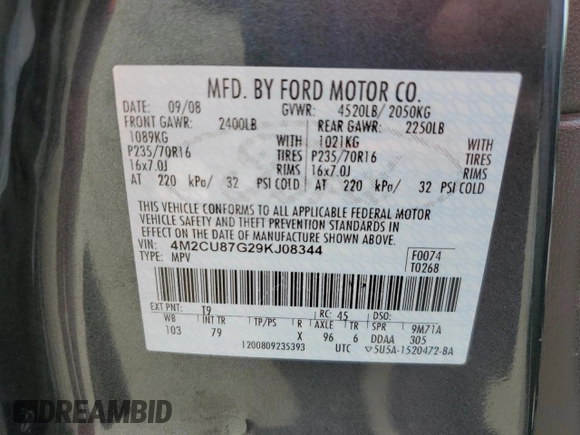 MFD. BY FORD MOTOR CO.
DATE: 09/08 GVWR: 4520LB/ 2050KG
FRONT GAWR: 2400LB REAR GAWR: 2250LB
1089KG WITH 1021KG WITH
P235/70R16 TIRES P235/70R16 TIRES
16x7.0J RIMS 16x7.0J RIMS
AT 220 kPa/ 32 PSI COLD AT 220 kPa/ 32 PSI COLD
THIS VEHICLE CONFORMS TO ALL APPLICABLE FEDERAL MOTOR
VEHICLE SAFETY AND THEFT PREVENTION STANDARDS IN
EFFECT ON THE DATE OF MANUFACTURE SHOWN ABOVE.
VIN: 4M2CU87G29KJ08344 F0074
TYPE: MPV T0268
EXT PNT: T9 RC: 45 DSO:
WB INT TR TP/PS R AXLE TR SPR 9M71A
103 79 X 96 6 DDAA 305
1200809235393 UTC ▽5U5A-1520472-BA
DREAMBID